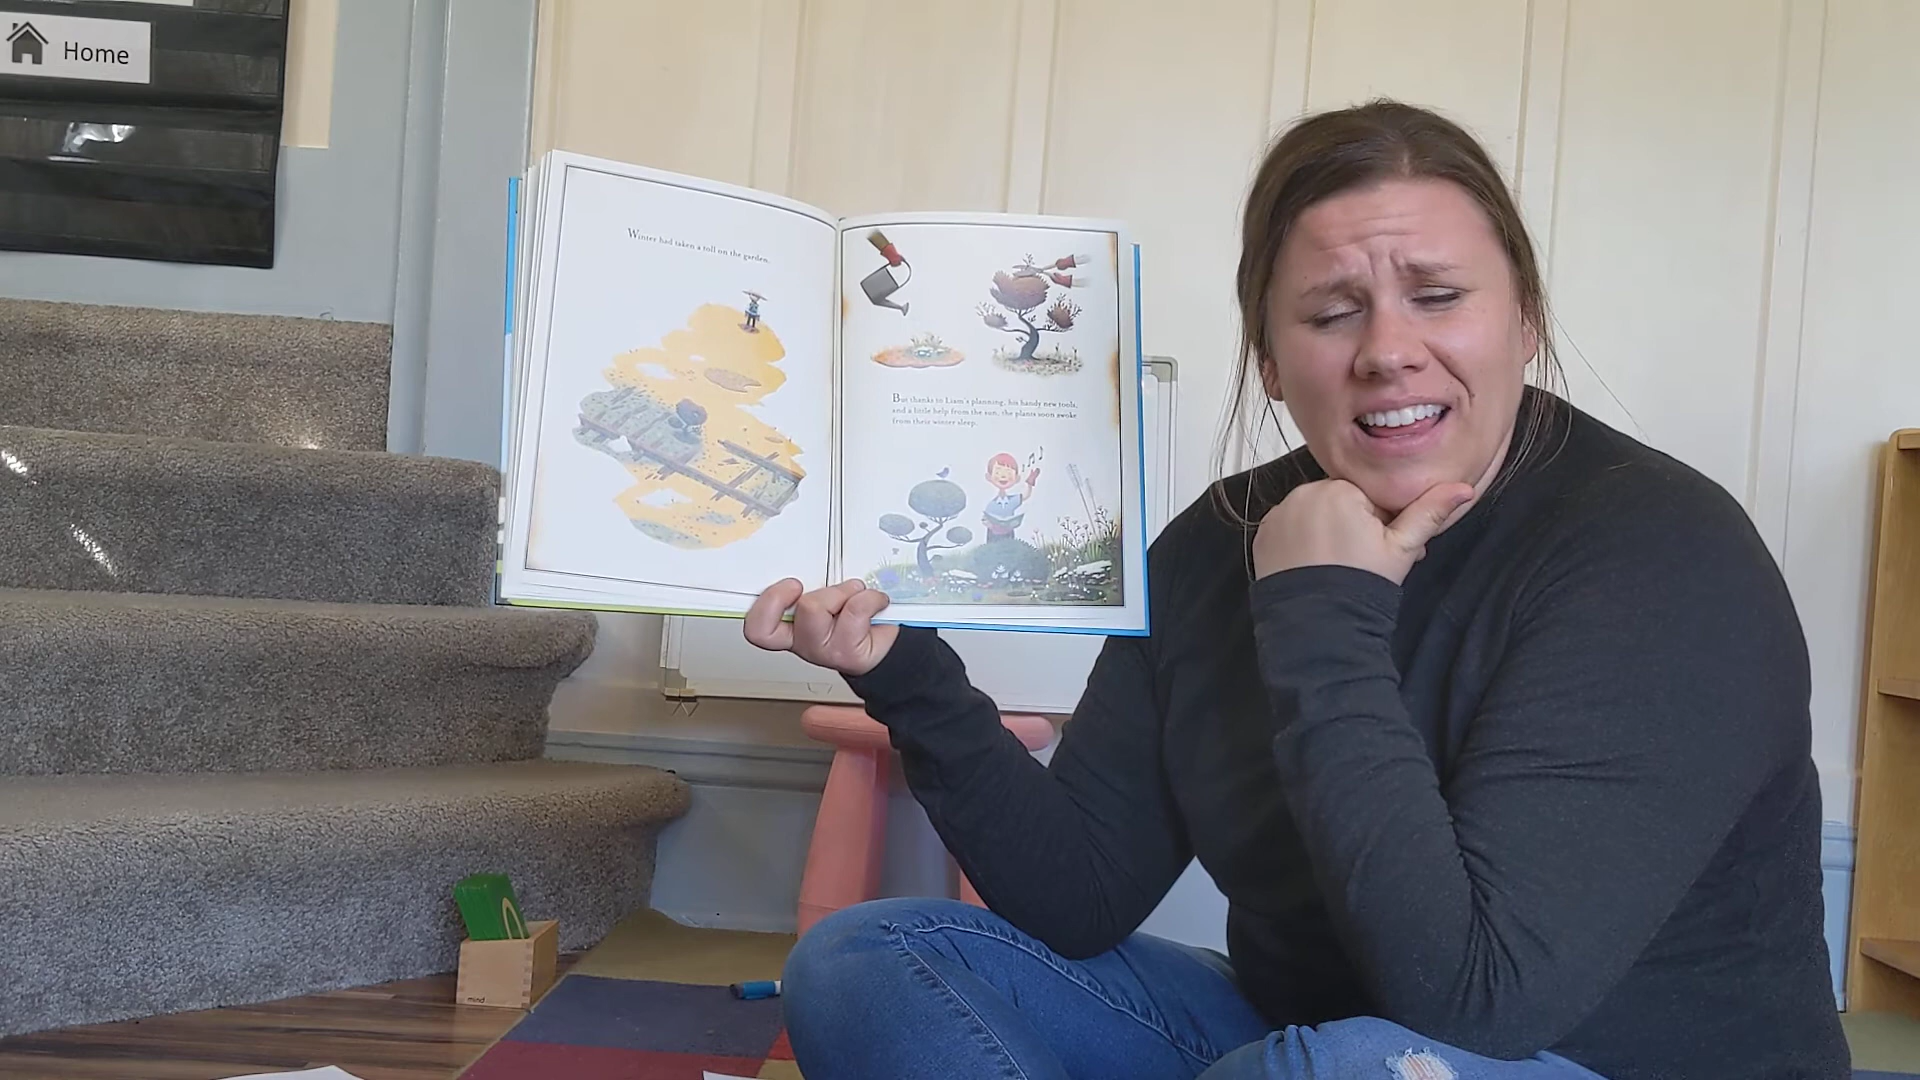 Home
Winter had taken a toll on the garden.
But thanks to Liam's planning, his handy new tools,
and a little help from the sun, the plants soon awoke
from their winter sleep.
mind